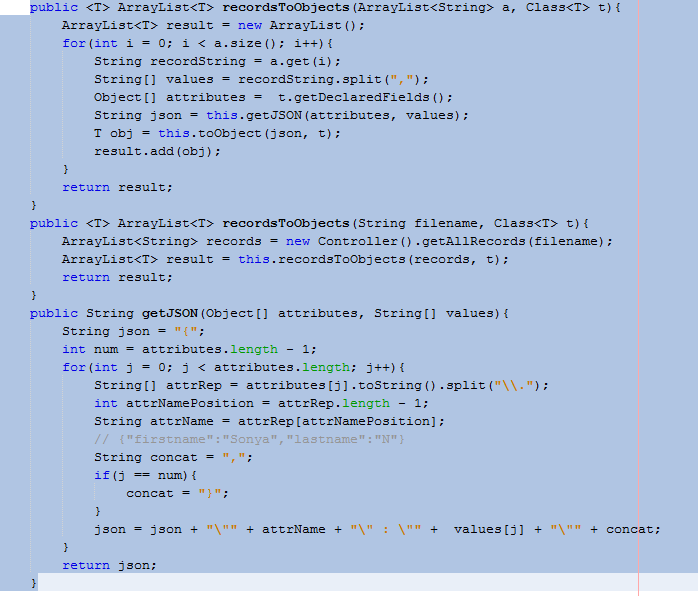 public <T> ArrayList<T> recordsToObjects(ArrayList<String> a, Class<T> t){
    ArrayList<T> result = new ArrayList();
    for(int i = 0; i < a.size(); i++){
        String recordString = a.get(i);
        String[] values = recordString.split(",");
        Object[] attributes =  t.getDeclaredFields();
        String json = this.getJSON(attributes, values);
        T obj = this.toObject(json, t);
        result.add(obj);
    }
    return result;
}
public <T> ArrayList<T> recordsToObjects(String filename, Class<T> t){
    ArrayList<String> records = new Controller().getAllRecords(filename);
    ArrayList<T> result = this.recordsToObjects(records, t);
    return result;
}
public String getJSON(Object[] attributes, String[] values){
    String json = "{";
    int num = attributes.length - 1;
    for(int j = 0; j < attributes.length; j++){
        String[] attrRep = attributes[j].toString().split("\\.");
        int attrNamePosition = attrRep.length - 1;
        String attrName = attrRep[attrNamePosition];
        // {"firstname":"Sonya","lastname":"N"}
        String concat = ",";
        if(j == num){
            concat = "}";
        }
        json = json + "\"" + attrName + "\" : \"" +  values[j] + "\"" + concat;
    }
    return json;
}